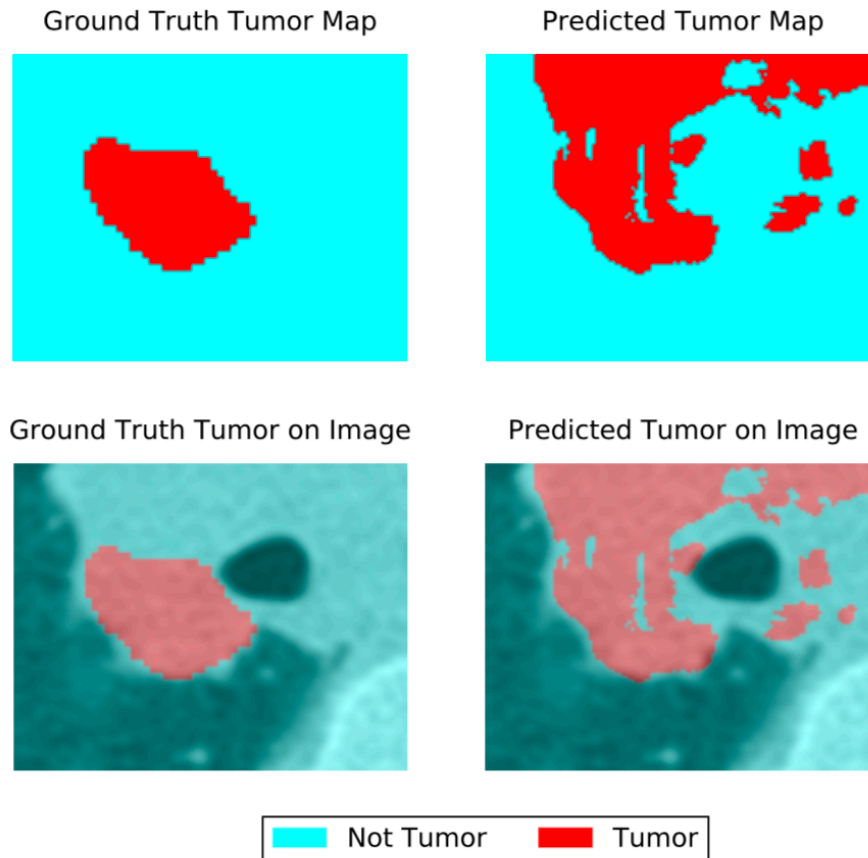 Ground Truth Tumor Map
Predicted Tumor Map
Ground Truth Tumor on Image
Predicted Tumor on Image
Not Tumor
Tumor